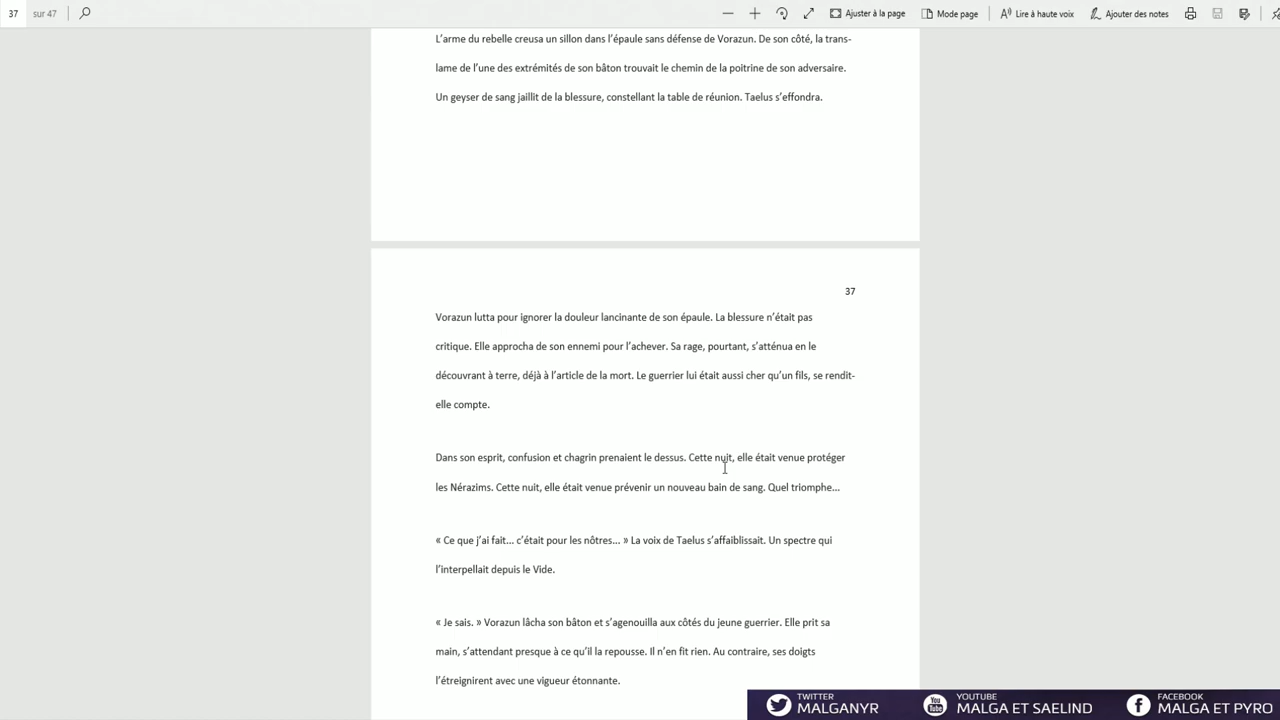 37 sur 47 Ajuster à la page Mode page Lire à haute voix Ajouter des notes
L’arme du rebelle creusa un sillon dans l’épaule sans défense de Vorazun. De son côté, la trans-
lame de l’une des extrémités de son bâton trouvait le chemin de la poitrine de son adversaire.
Un geyser de sang jaillit de la blessure, constellant la table de réunion. Taelus s’effondra.
37
Vorazun lutta pour ignorer la douleur lancinante de son épaule. La blessure n’était pas
critique. Elle approcha de son ennemi pour l’achever. Sa rage, pourtant, s’atténua en le
découvrant à terre, déjà à l’article de la mort. Le guerrier lui était aussi cher qu’un fils, se rendit-
elle compte.
Dans son esprit, confusion et chagrin prenaient le dessus. Cette nuit, elle était venue protéger
les Nérazims. Cette nuit, elle était venue prévenir un nouveau bain de sang. Quel triomphe…
« Ce que j’ai fait… c’était pour les nôtres… » La voix de Taelus s’affaiblissait. Un spectre qui
l’interpellait depuis le Vide.
« Je sais. » Vorazun lâcha son bâton et s’agenouilla aux côtés du jeune guerrier. Elle prit sa
main, s’attendant presque à ce qu’il la repousse. Il n’en fit rien. Au contraire, ses doigts
l’étreignirent avec une vigueur étonnante.
TWITTER
MALGANYR
YOUTUBE
MALGA ET SAELIND
FACEBOOK
MALGA ET PYRO